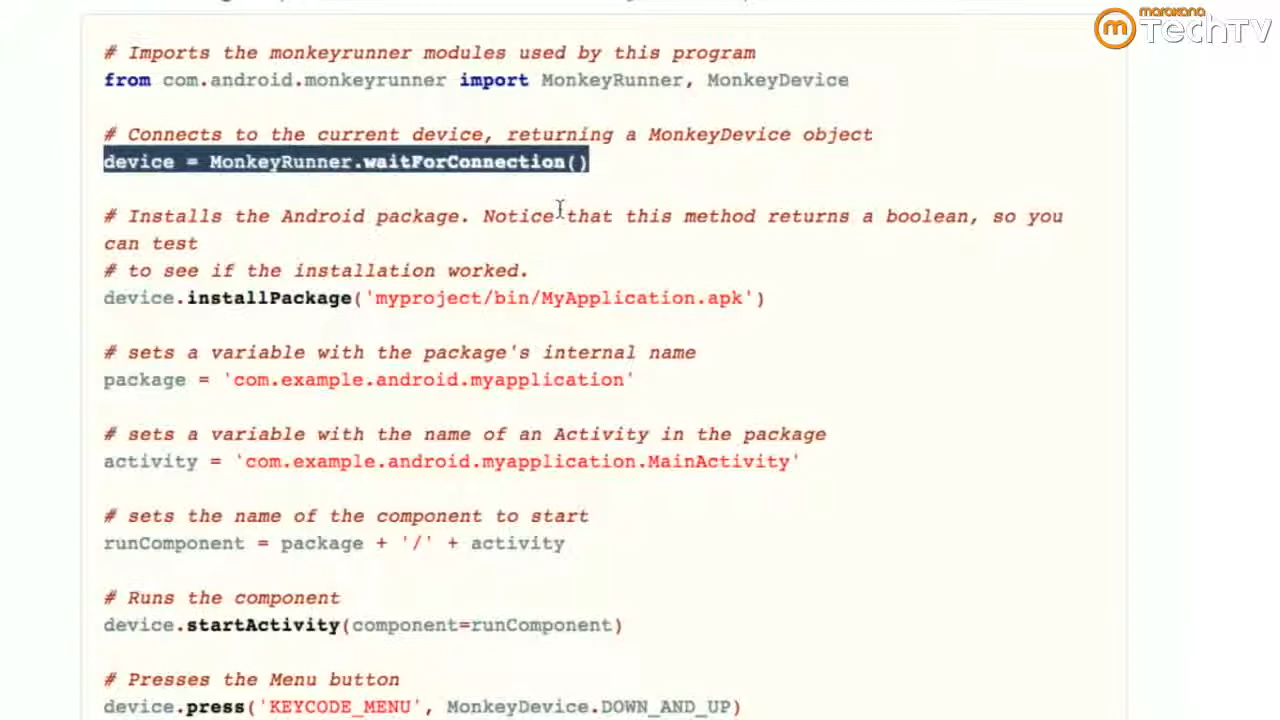 marakana
TechTV
# Imports the monkeyrunner modules used by this program
from com.android.monkeyrunner import MonkeyRunner, MonkeyDevice
# Connects to the current device, returning a MonkeyDevice object
device = MonkeyRunner.waitForConnection()
# Installs the Android package. Notice that this method returns a boolean, so you
can test
# to see if the installation worked.
device.installPackage('myproject/bin/MyApplication.apk')
# sets a variable with the package's internal name
package = 'com.example.android.myapplication'
# sets a variable with the name of an Activity in the package
activity = 'com.example.android.myapplication.MainActivity'
# sets the name of the component to start
runComponent = package + '/' + activity
# Runs the component
device.startActivity(component=runComponent)
# Presses the Menu button
device.press('KEYCODE_MENU', MonkeyDevice.DOWN_AND_UP)